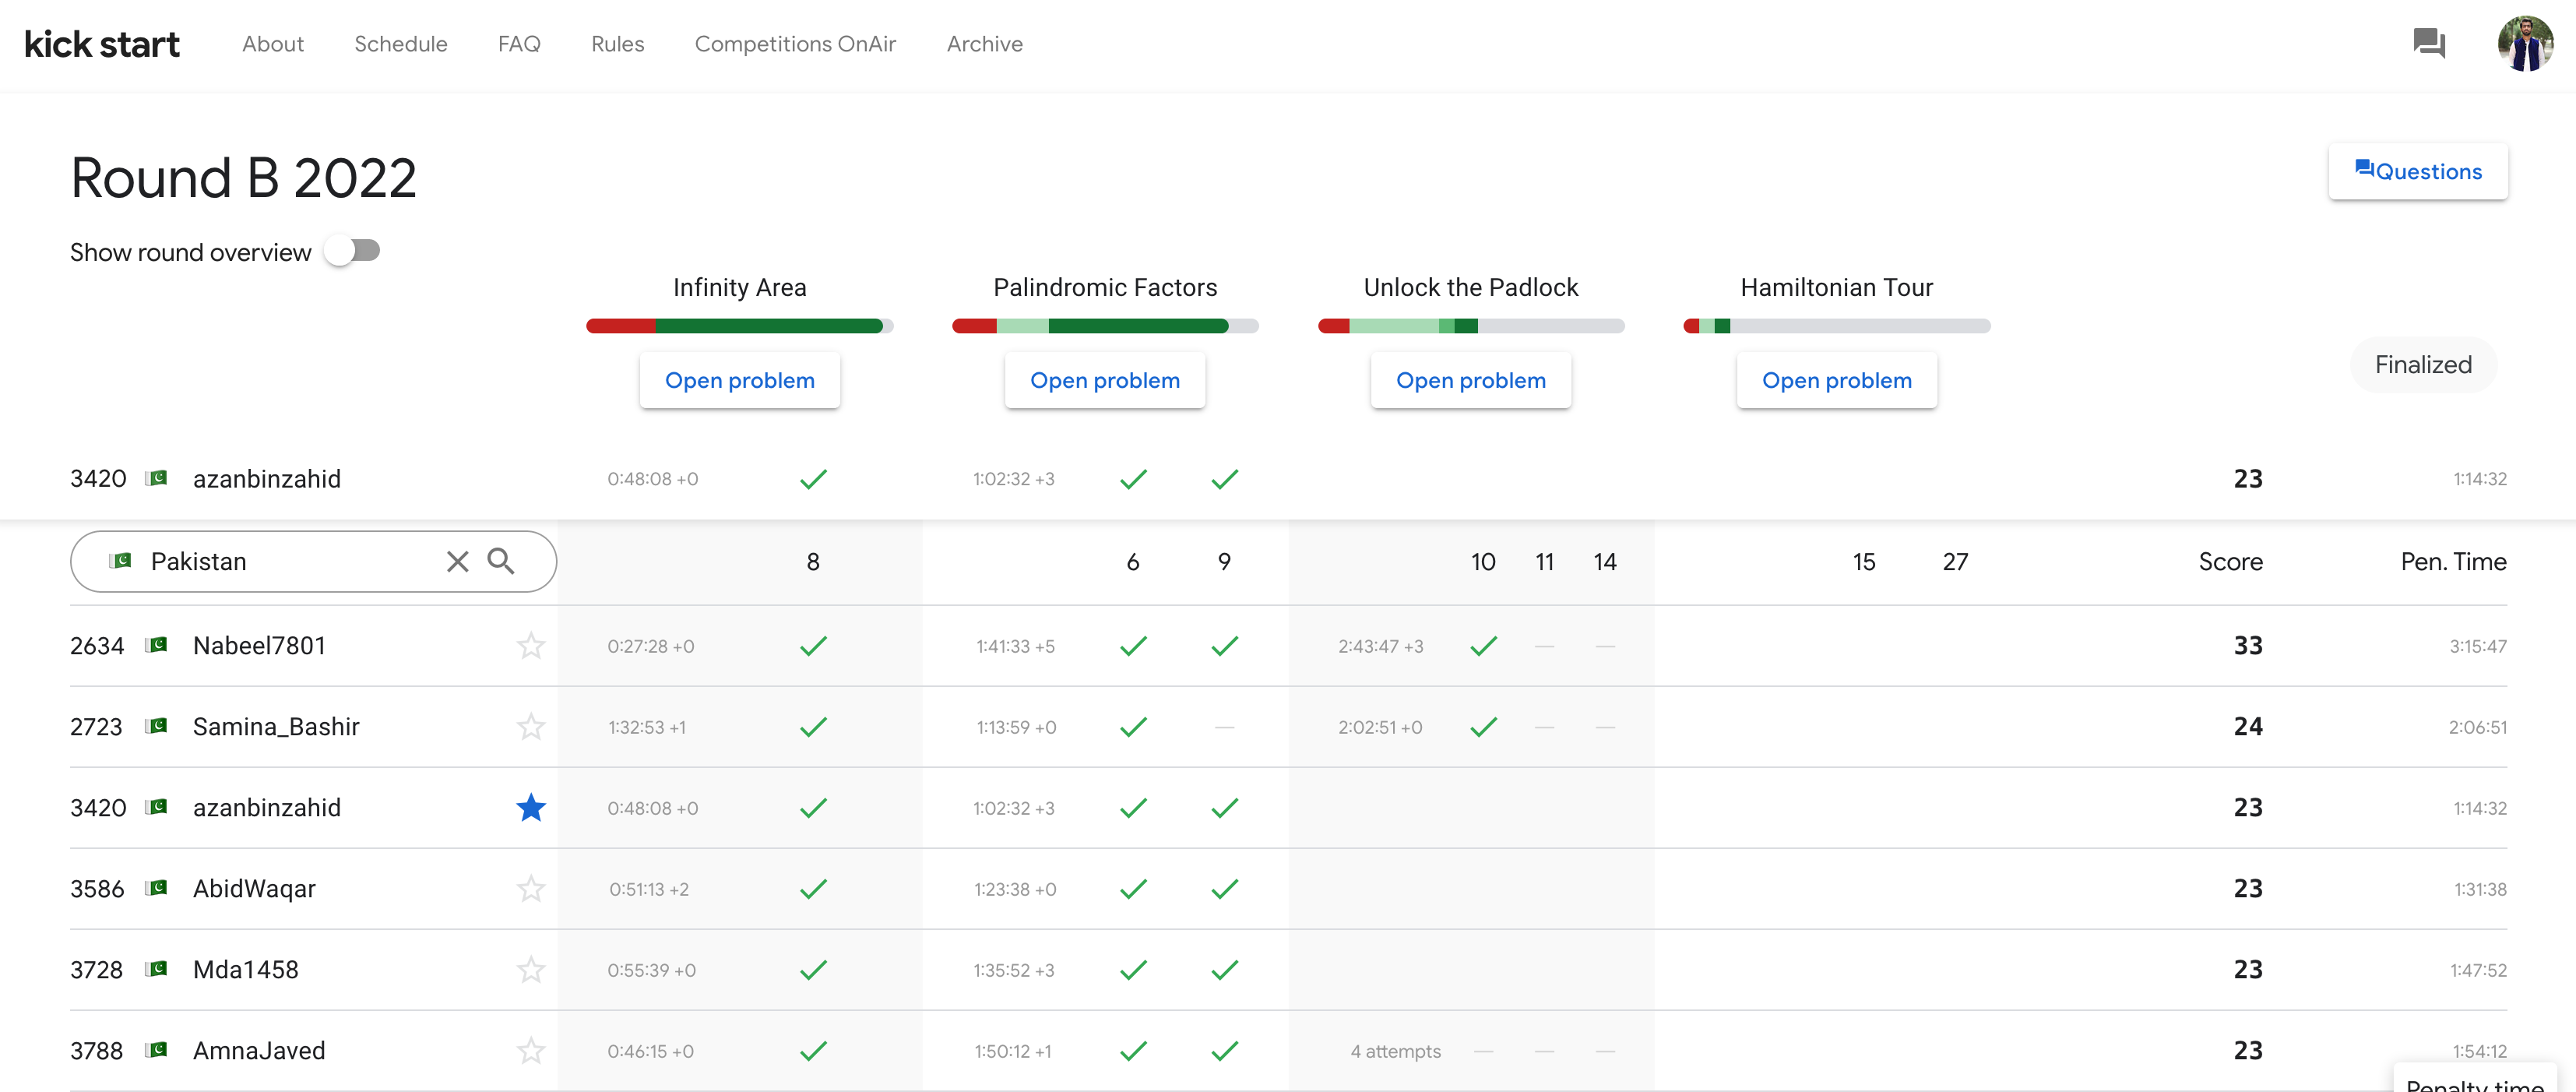 kick start About Schedule FAQ Rules Competitions OnAir Archive
Round B 2022
Questions
Show round overview
Infinity Area Palindromic Factors Unlock the Padlock Hamiltonian Tour
Open problem Open problem Open problem Open problem
Finalized
3420 azanbinzahid 0:48:08 +0 1:02:32 +3 23 1:14:32
Pakistan 8 6 9 10 11 14 15 27 Score Pen. Time
2634 Nabeel7801 0:27:28 +0 1:41:33 +5 2:43:47 +3 — — 33 3:15:47
2723 Samina_Bashir 1:32:53 +1 1:13:59 +0 — 2:02:51 +0 — — 24 2:06:51
3420 azanbinzahid 0:48:08 +0 1:02:32 +3 23 1:14:32
3586 AbidWaqar 0:51:13 +2 1:23:38 +0 23 1:31:38
3728 Mda1458 0:55:39 +0 1:35:52 +3 23 1:47:52
3788 AmnaJaved 0:46:15 +0 1:50:12 +1 4 attempts — — — 23 1:54:12
Penalty time